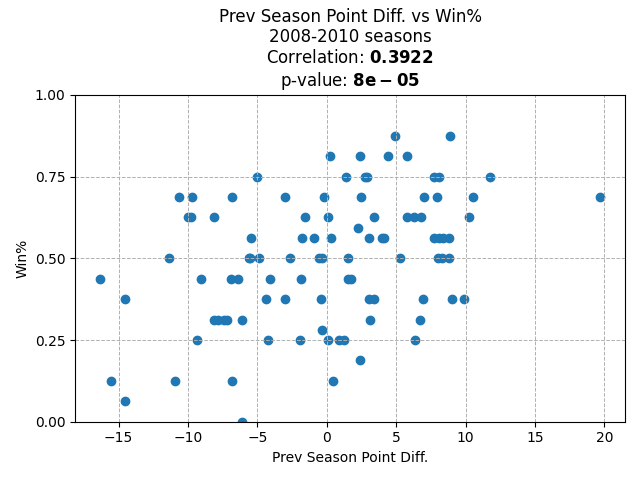 Prev Season Point Diff. vs Win%
2008-2010 seasons
Correlation: 0.3922
p-value: 8e − 05
1.00
0.75
0.50
0.25
0.00
Win%
−15
−10
−5
0
5
10
15
20
Prev Season Point Diff.